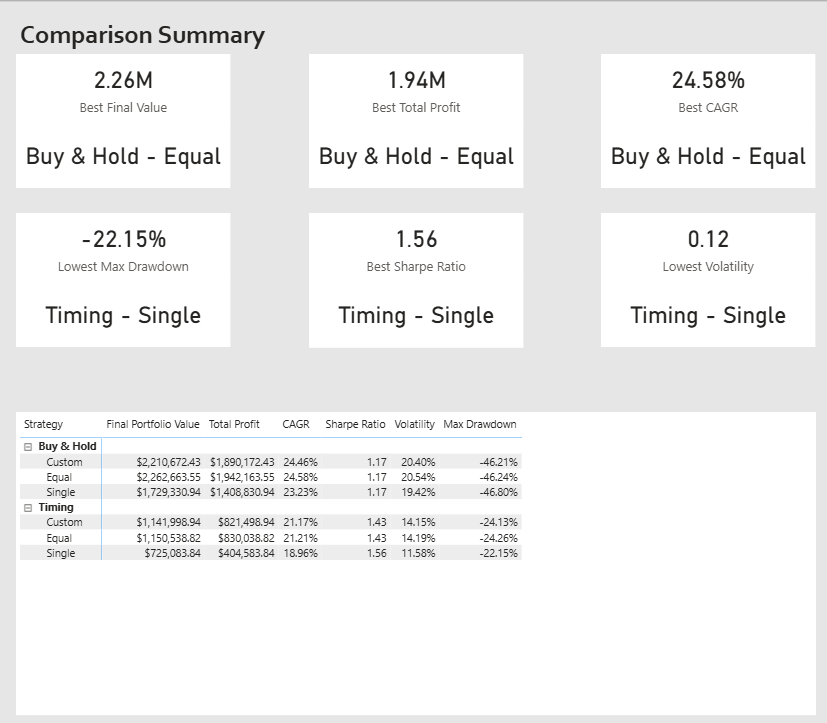 Comparison Summary
2.26M
Best Final Value
Buy & Hold - Equal
1.94M
Best Total Profit
Buy & Hold - Equal
24.58%
Best CAGR
Buy & Hold - Equal
-22.15%
Lowest Max Drawdown
Timing - Single
1.56
Best Sharpe Ratio
Timing - Single
0.12
Lowest Volatility
Timing - Single
Strategy Final Portfolio Value Total Profit CAGR Sharpe Ratio Volatility Max Drawdown
Buy & Hold
Custom $2,210,672.43 $1,890,172.43 24.46% 1.17 20.40% -46.21%
Equal $2,262,663.55 $1,942,163.55 24.58% 1.17 20.54% -46.24%
Single $1,729,330.94 $1,408,830.94 23.23% 1.17 19.42% -46.80%
Timing
Custom $1,141,998.94 $821,498.94 21.17% 1.43 14.15% -24.13%
Equal $1,150,538.82 $830,038.82 21.21% 1.43 14.19% -24.26%
Single $725,083.84 $404,583.84 18.96% 1.56 11.58% -22.15%